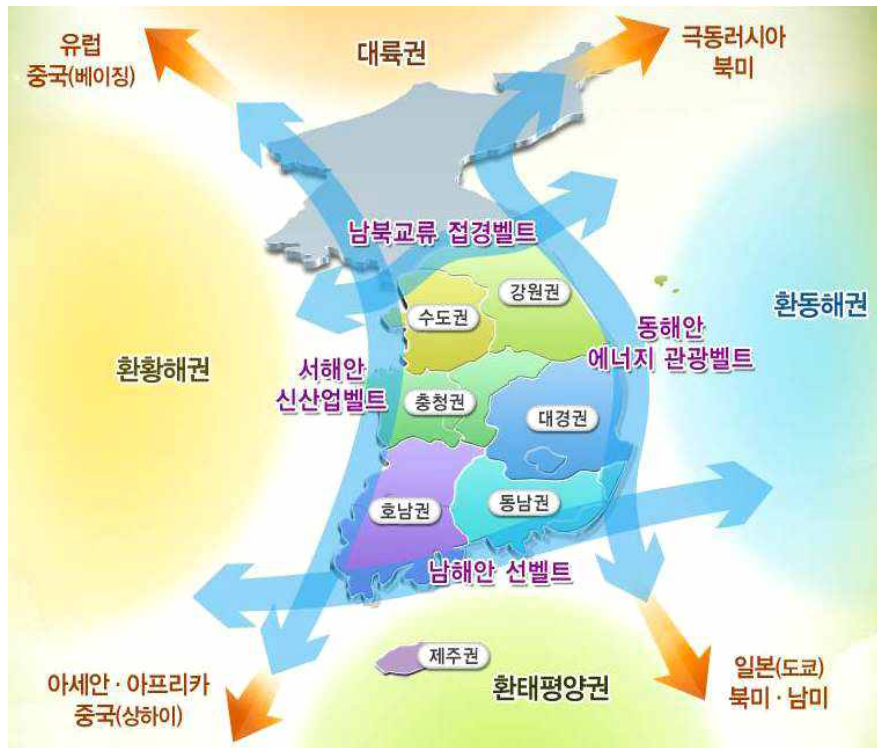 유럽
중국(베이징)
대륙권
극동러시아
북미
남북교류 접경벨트
강원권
수도권
환동해권
동해안
에너지 관광벨트
환황해권
서해안
신산업벨트
충청권
대경권
호남권
동남권
남해안 선벨트
제주권
환태평양권
아세안 · 아프리카
중국(상하이)
일본(도쿄)
북미 · 남미